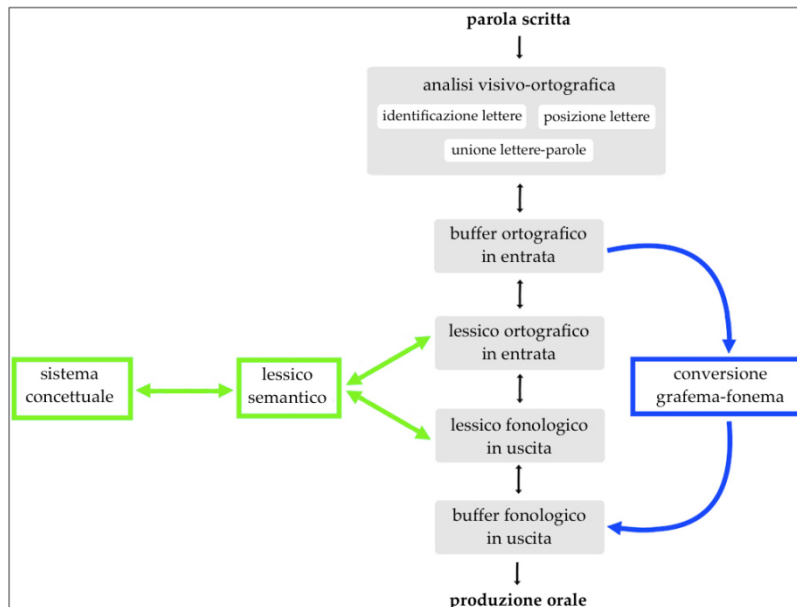 parola scritta
analisi visivo-ortografica
identificazione lettere
posizione lettere
unione lettere-parole
buffer ortografico
in entrata
lessico ortografico
in entrata
sistema
concettuale
lessico
semantico
conversione
grafema-fonema
lessico fonologico
in uscita
buffer fonologico
in uscita
produzione orale